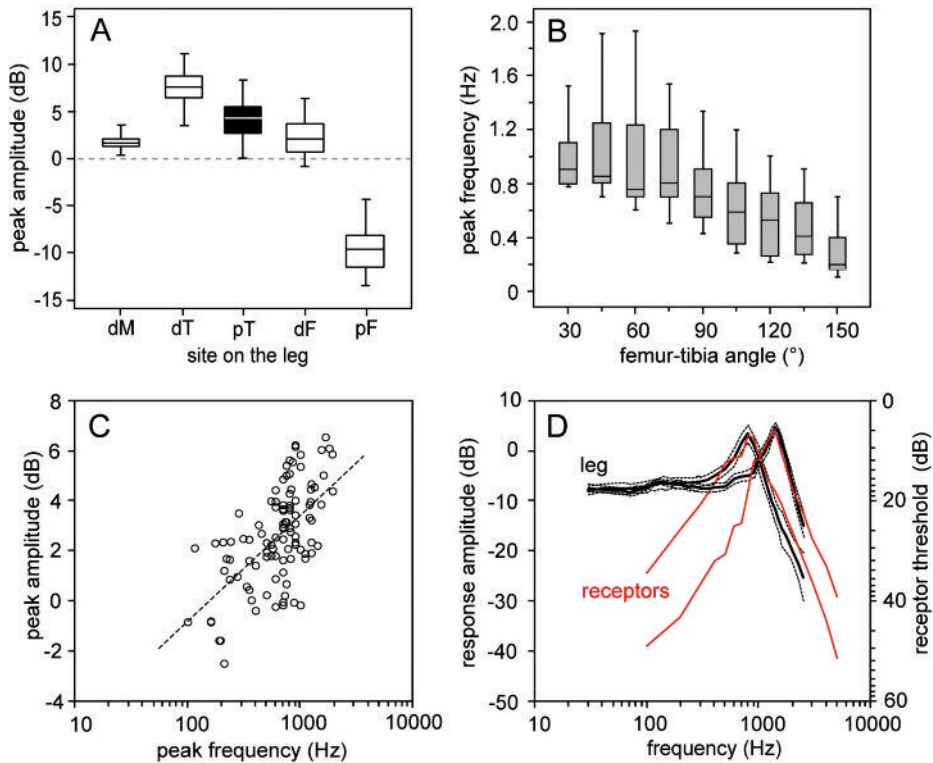 A
peak amplitude (dB)
15
10
5
0
-5
-10
-15
dM dT pT dF pF
site on the leg
B
peak frequency (Hz)
2.0
1.6
1.2
0.8
0.4
0
30 60 90 120 150
femur-tibia angle (°)
C
peak amplitude (dB)
8
6
4
2
0
-2
-4
10 100 1000 10000
peak frequency (Hz)
D
response amplitude (dB)
10
0
-10
-20
-30
-40
-50
leg
receptors
10 100 1000 10000
frequency (Hz)
0
20
40
60
receptor threshold (dB)